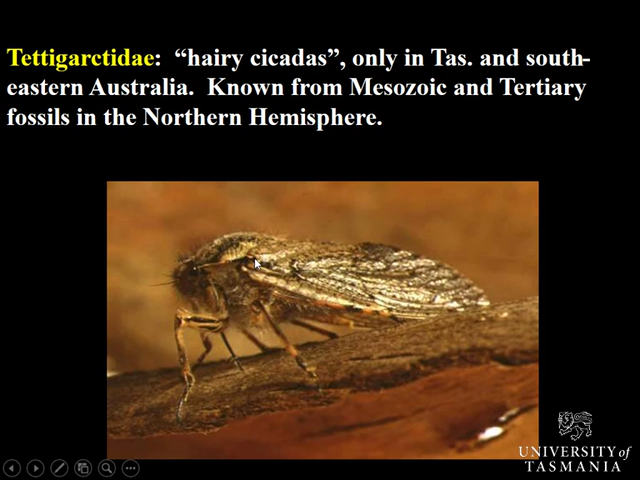 Tettigarctidae:  “hairy cicadas”, only in Tas. and south-
eastern Australia.  Known from Mesozoic and Tertiary
fossils in the Northern Hemisphere.
UNIVERSITY of
TASMANIA